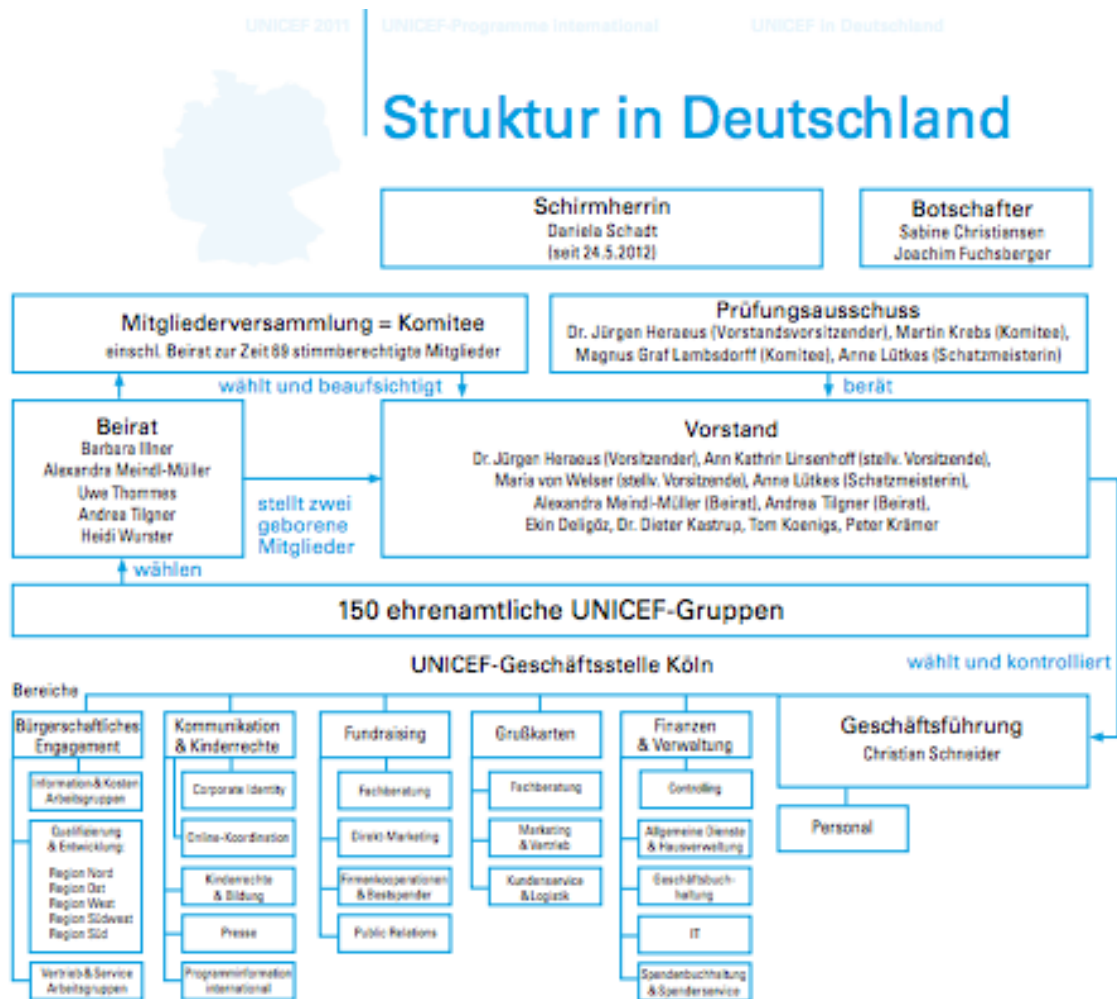 UNICEF 2011
UNICEF-Programme international
UNICEF in Deutschland
Struktur in Deutschland
Schirmherrin
Daniela Schadt
(seit 24.5.2012)
Botschafter
Sabine Christiansen
Joachim Fuchsberger
Mitgliederversammlung = Komitee
einschl. Beirat zur Zeit 69 stimmberechtigte Mitglieder
Prüfungsausschuss
Dr. Jürgen Heraeus (Vorstandsvorsitzender), Martin Krebs (Komitee),
Magnus Graf Lambsdorff (Komitee), Anne Lütkes (Schatzmeisterin)
wählt und beaufsichtigt
berät
Beirat
Barbara Illner
Alexandra Meindl-Müller
Uwe Thommes
Andrea Tilgner
Heidi Wurster
stellt zwei
geborene
Mitglieder
Vorstand
Dr. Jürgen Heraeus (Vorsitzender), Ann Kathrin Linsenhoff (stellv. Vorsitzende),
Maria von Welser (stellv. Vorsitzende), Anne Lütkes (Schatzmeisterin),
Alexandra Meindl-Müller (Beirat), Andrea Tilgner (Beirat),
Ekin Deligöz, Dr. Dieter Kastrup, Tom Koenigs, Peter Krämer
wählen
150 ehrenamtliche UNICEF-Gruppen
UNICEF-Geschäftsstelle Köln
wählt und kontrolliert
Bereiche
Bürgerschaftliches
Engagement
Information & Kosten
Arbeitsgruppen
Qualifizierung
& Entwicklung:
Region Nord
Region Ost
Region West
Region Südwest
Region Süd
Vertrieb & Service
Arbeitsgruppen
Kommunikation
& Kinderrechte
Corporate Identity
Online-Koordination
Kinderrechte
& Bildung
Presse
Programminformation
international
Fundraising
Fachberatung
Direkt-Marketing
Firmenkooperationen
& Bestspender
Public Relations
Grußkarten
Fachberatung
Marketing
& Vertrieb
Kundenservice
& Logistik
Finanzen
& Verwaltung
Controlling
Allgemeine Dienste
& Hausverwaltung
Geschäftsbuch-
haltung
IT
Spendenbuchhaltung
& Spenderservice
Geschäftsführung
Christian Schneider
Personal